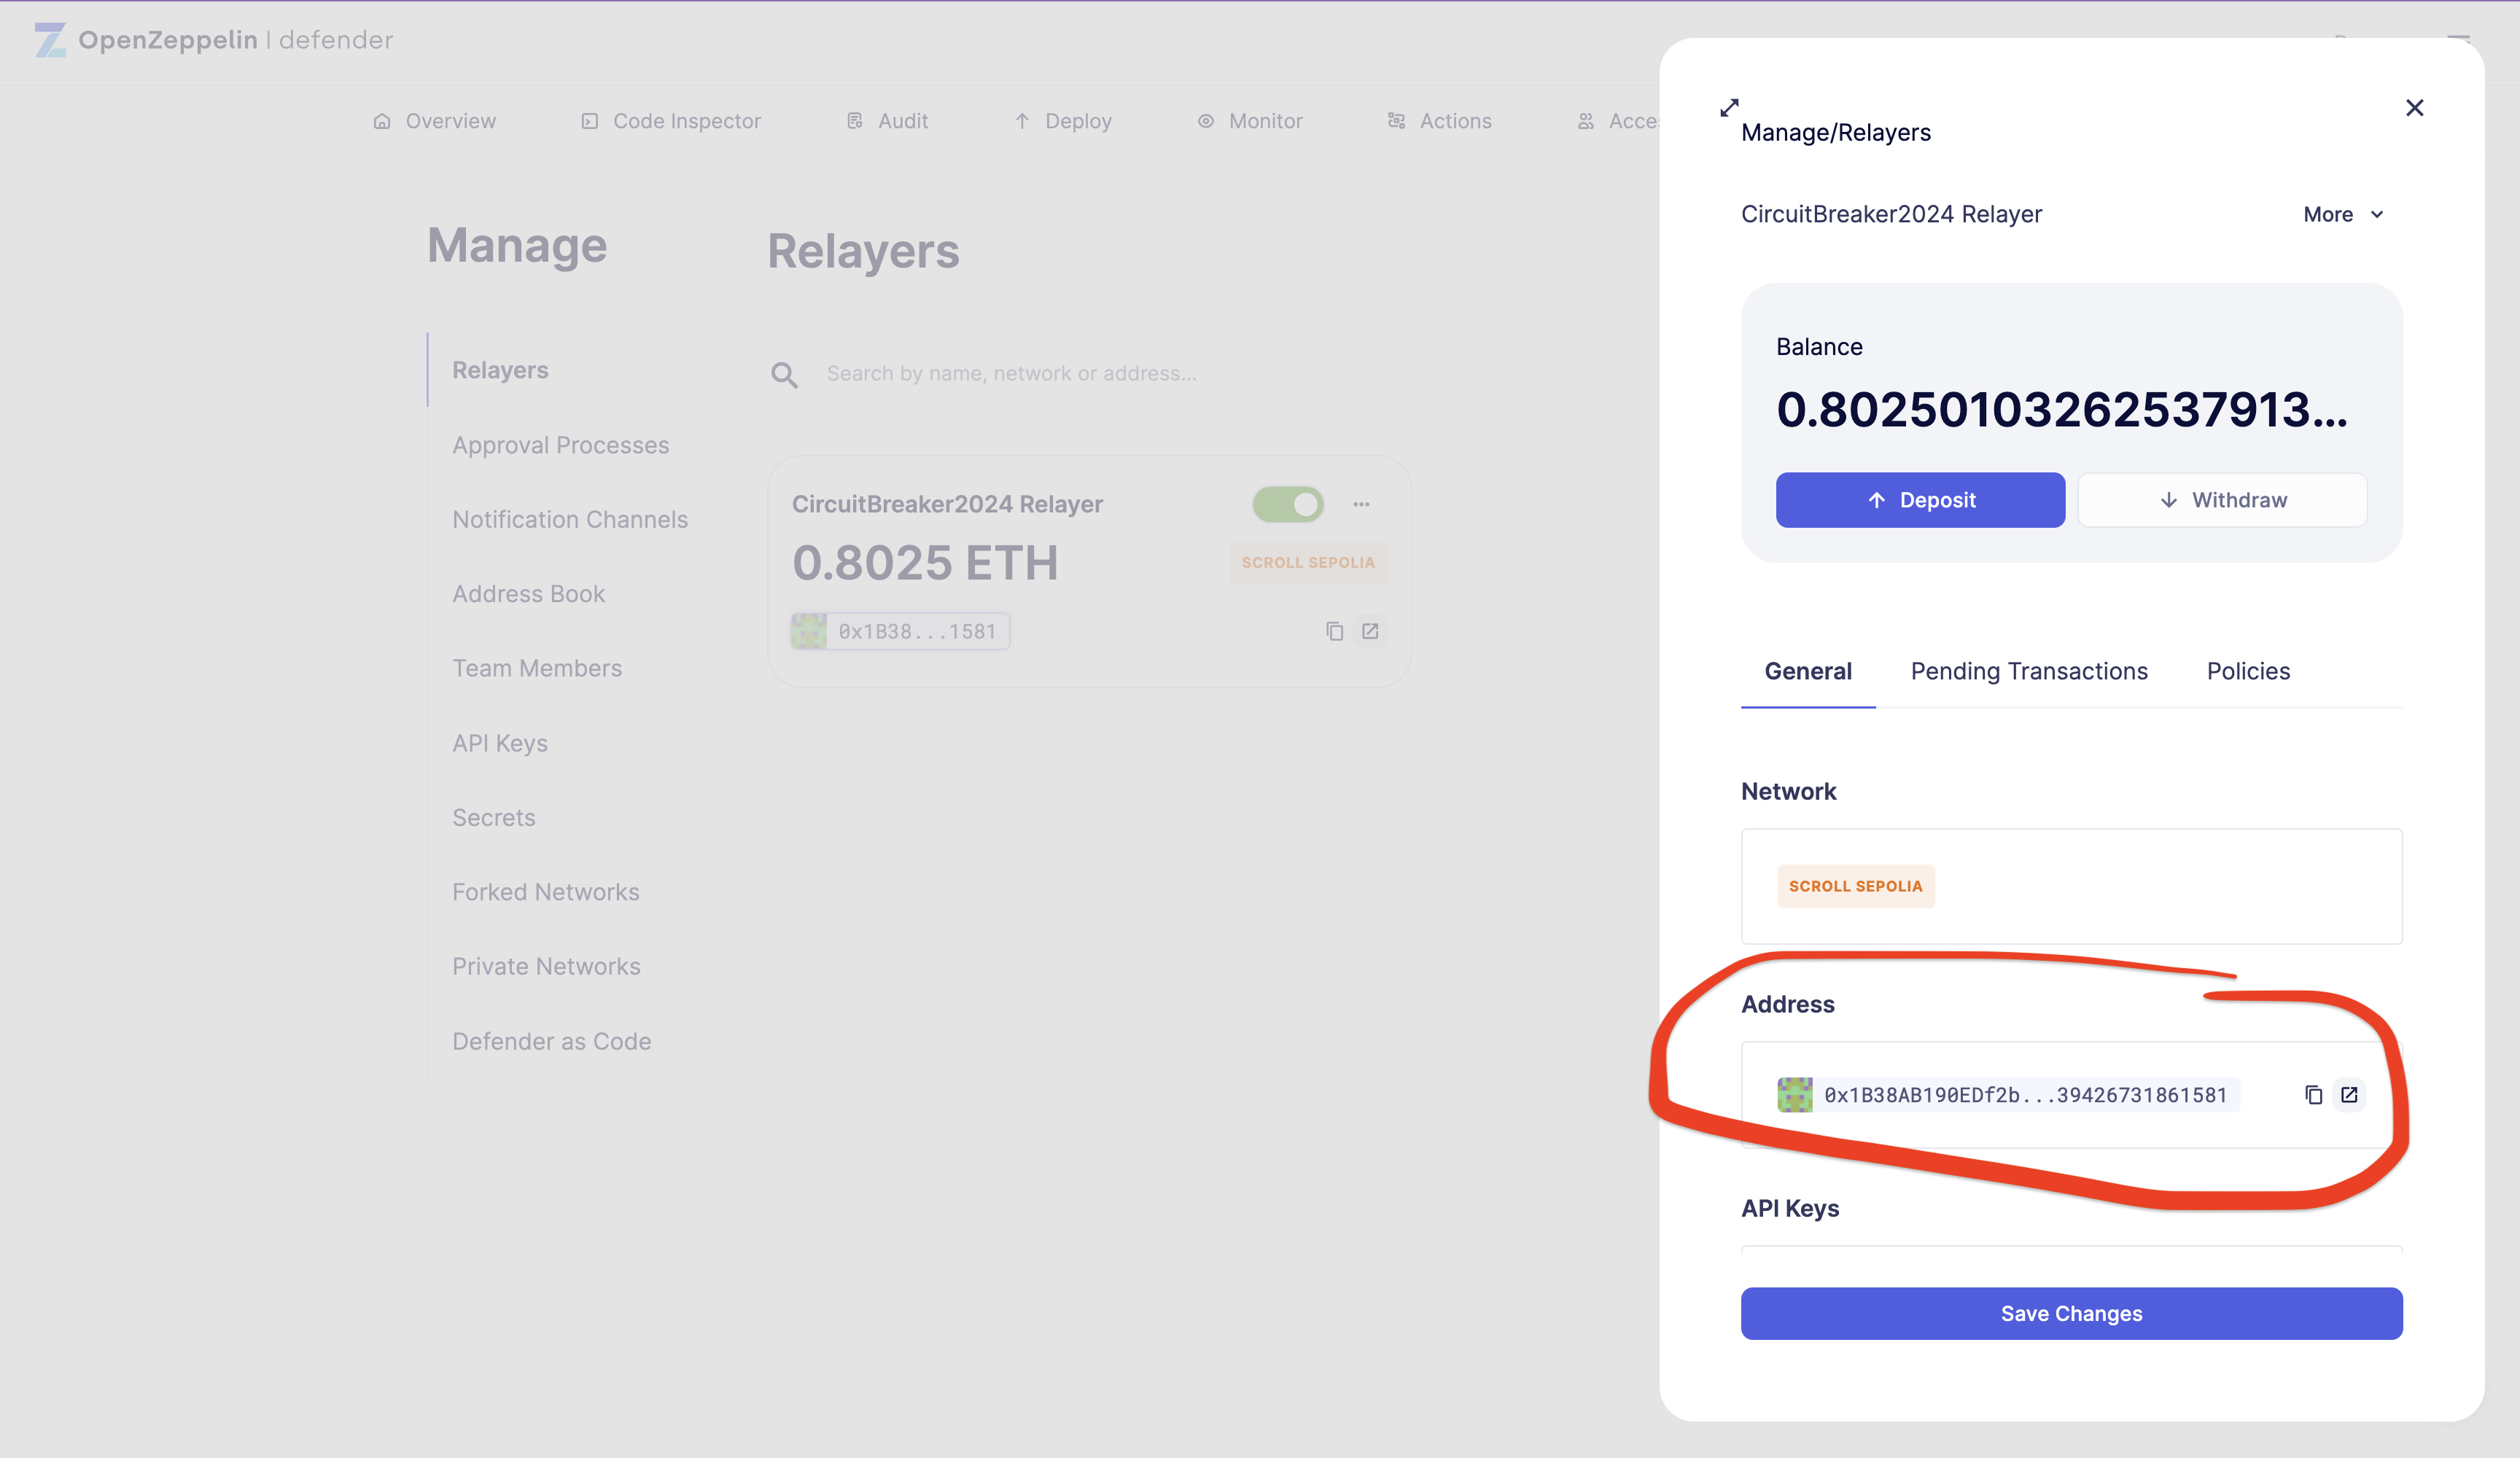 OpenZeppelin | defender
Overview
Code Inspector
Audit
Deploy
Monitor
Actions
Manage
Relayers
Approval Processes
Notification Channels
Address Book
Team Members
API Keys
Secrets
Forked Networks
Private Networks
Defender as Code
Relayers
Search by name, network or address...
CircuitBreaker2024 Relayer
0.8025 ETH
SCROLL SEPOLIA
0x1B38...1581
Manage/Relayers
CircuitBreaker2024 Relayer
More
Balance
0.80250103262537913...
Deposit
Withdraw
General
Pending Transactions
Policies
Network
SCROLL SEPOLIA
Address
0x1B38AB190EDf2b...39426731861581
API Keys
Save Changes